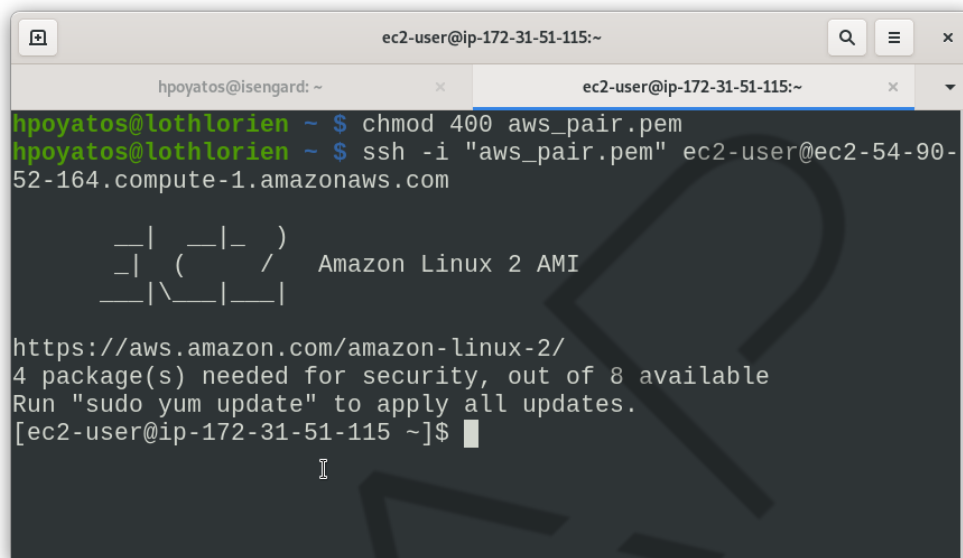 ec2-user@ip-172-31-51-115:~
hpoyatos@isengard: ~
ec2-user@ip-172-31-51-115:~
hpoyatos@lothlorien ~ $ chmod 400 aws_pair.pem
hpoyatos@lothlorien ~ $ ssh -i "aws_pair.pem" ec2-user@ec2-54-90-
52-164.compute-1.amazonaws.com
       __|  __|_  )
       _|  (     /   Amazon Linux 2 AMI
      ___|\___|___|
https://aws.amazon.com/amazon-linux-2/
4 package(s) needed for security, out of 8 available
Run "sudo yum update" to apply all updates.
[ec2-user@ip-172-31-51-115 ~]$